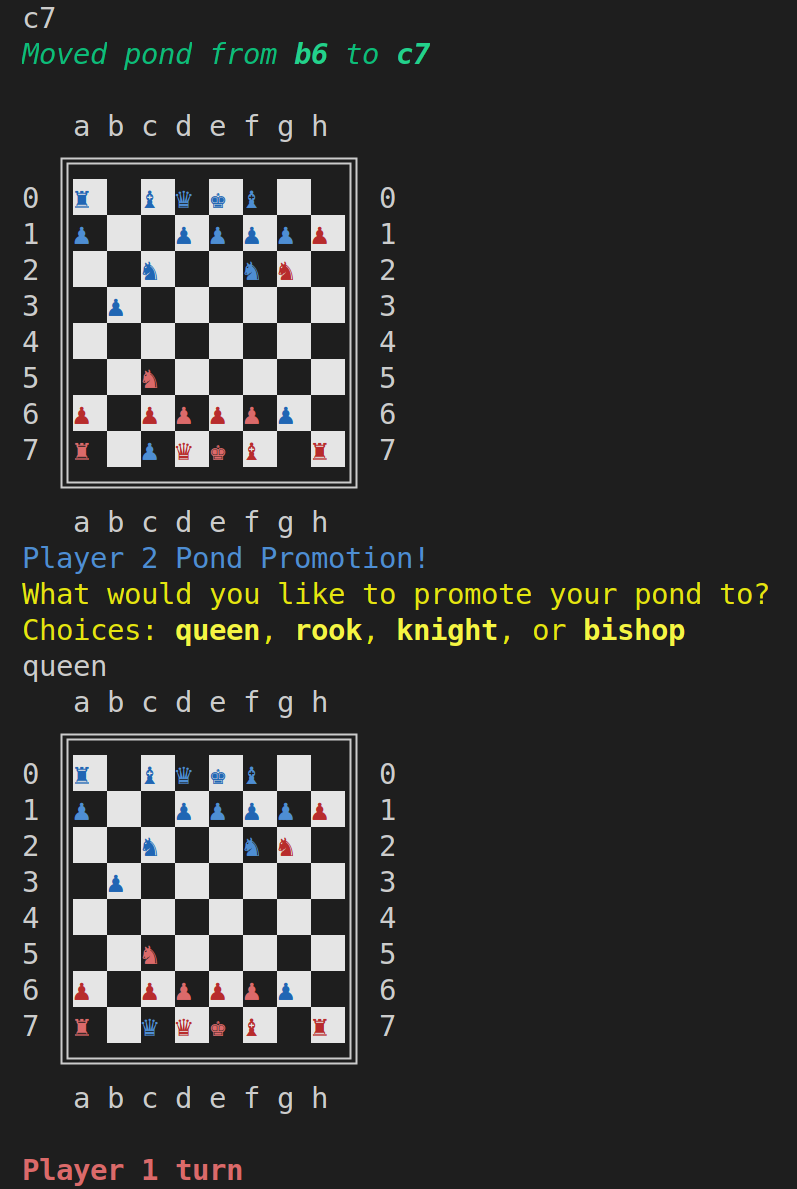 c7
Moved pond from b6 to c7
a b c d e f g h
0 ♜ ♝ ♛ ♚ ♝ 0
1 ♟ ♟ ♟ ♟ ♟ ♟ 1
2 ♞ ♞ ♞ 2
3 ♟ 3
4 4
5 ♞ 5
6 ♟ ♟ ♟ ♟ ♟ ♟ 6
7 ♜ ♟ ♛ ♚ ♝ ♜ 7
a b c d e f g h
Player 2 Pond Promotion!
What would you like to promote your pond to?
Choices: queen, rook, knight, or bishop
queen
a b c d e f g h
0 ♜ ♝ ♛ ♚ ♝ 0
1 ♟ ♟ ♟ ♟ ♟ ♟ 1
2 ♞ ♞ ♞ 2
3 ♟ 3
4 4
5 ♞ 5
6 ♟ ♟ ♟ ♟ ♟ ♟ 6
7 ♜ ♛ ♛ ♚ ♝ ♜ 7
a b c d e f g h
Player 1 turn